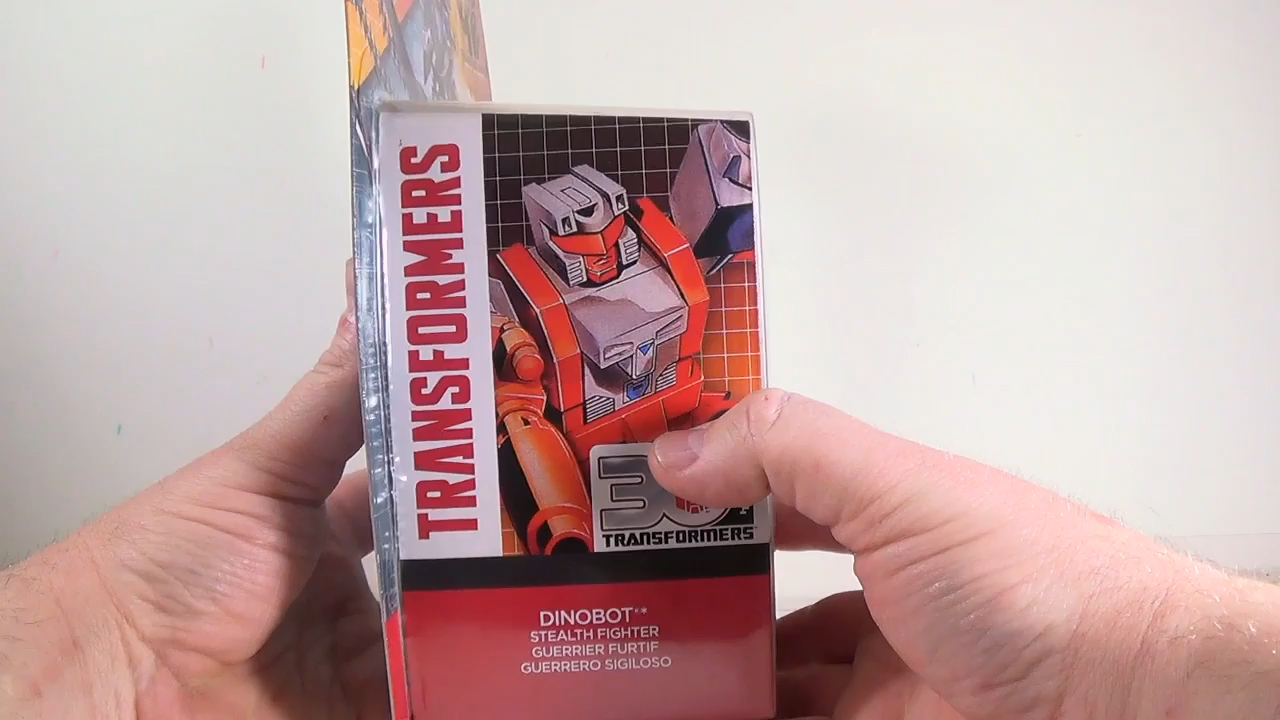 TRANSFORMERS
TRANSFORMERS
DINOBOT**
STEALTH FIGHTER
GUERRIER FURTIF
GUERRERO SIGILOSO